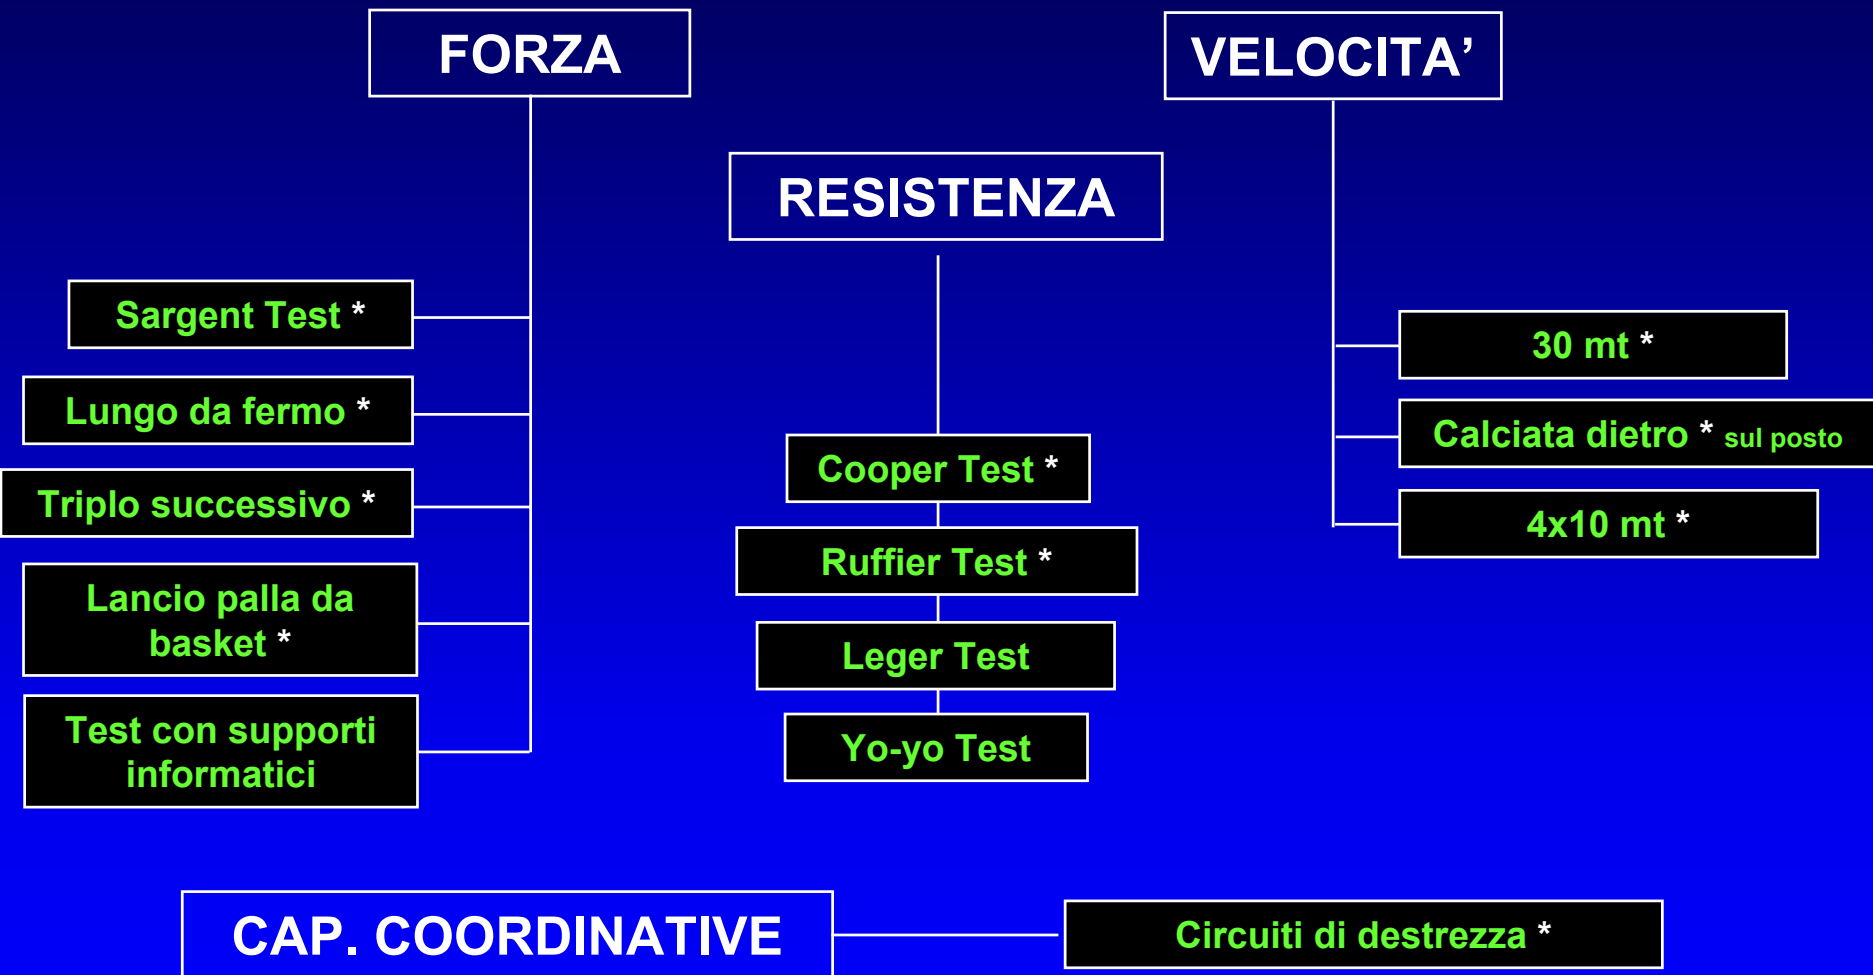 FORZA
VELOCITA’
RESISTENZA
Sargent Test *
Lungo da fermo *
Triplo successivo *
Lancio palla da
basket *
Test con supporti
informatici
Cooper Test *
Ruffier Test *
Leger Test
Yo-yo Test
30 mt *
Calciata dietro * sul posto
4x10 mt *
CAP. COORDINATIVE
Circuiti di destrezza *